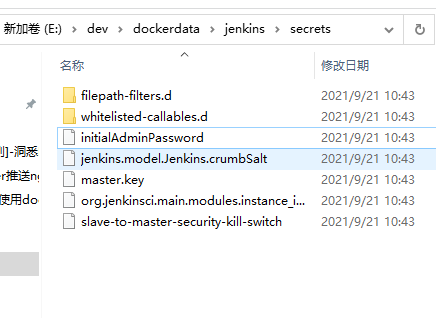 新加卷 (E:) > dev > dockerdata > jenkins > secrets
名称 修改日期
filepath-filters.d 2021/9/21 10:43
whitelisted-callables.d 2021/9/21 10:43
initialAdminPassword 2021/9/21 10:43
刂]-洞悉 jenkins.model.Jenkins.crumbSalt 2021/9/21 10:43
er推送ng master.key 2021/9/21 10:43
使用doc org.jenkinsci.main.modules.instance_i... 2021/9/21 10:43
slave-to-master-security-kill-switch 2021/9/21 10:43